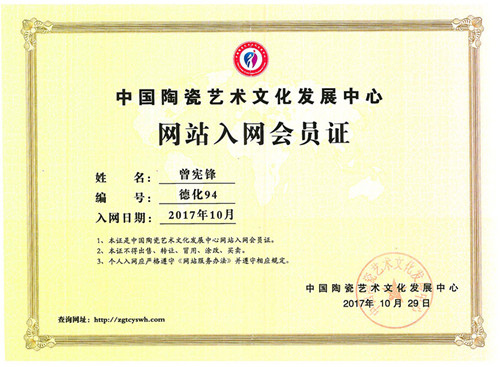 中国陶瓷艺术文化发展中心
网站入网会员证
姓 名: 曾宪锋
编 号: 德化94
入网日期: 2017年10月
1、本证是中国陶瓷艺术文化发展中心网站入网会员证。
2、本证不得出售、转让、冒用、涂改、买卖。
3、个人入网应严格遵守《网站服务办法》并遵守相应规定。
中国陶瓷艺术文化发展中心
2017年 10 月 29日
查询网址:http://zgtcyswh.com